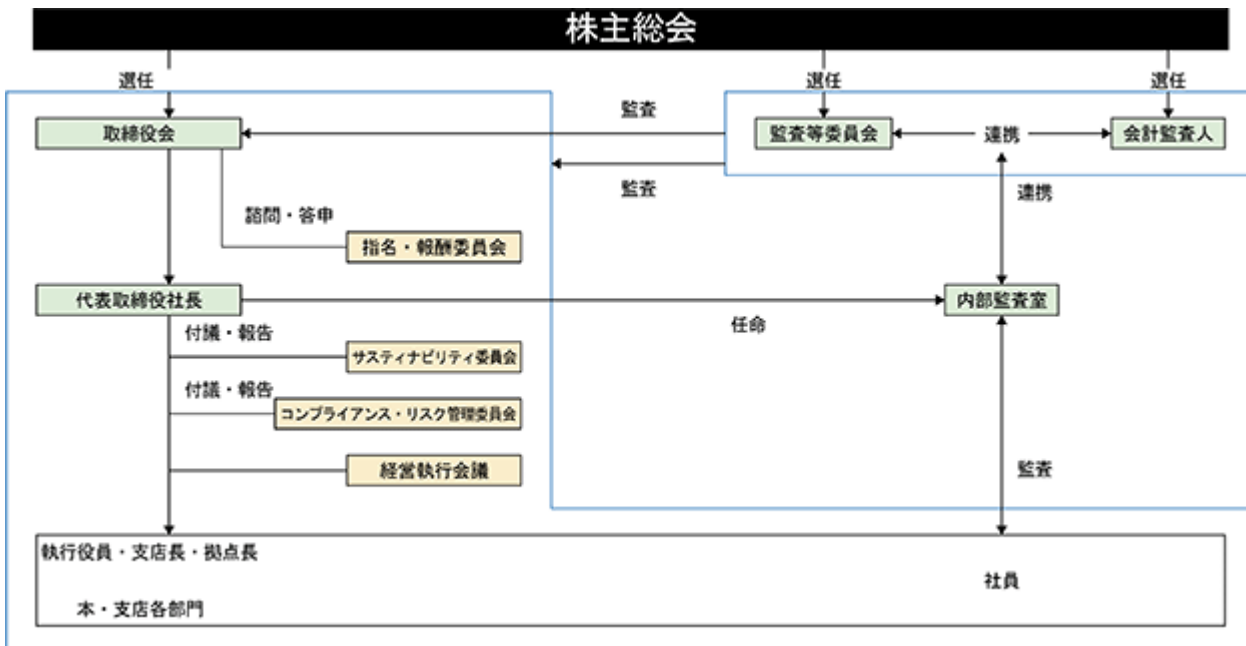 株主総会
選任
選任
選任
監査
取締役会
監査等委員会
連携
会計監査人
監査
連携
諮問・答申
指名・報酬委員会
代表取締役社長
内部監査室
任命
付議・報告
サスティナビリティ委員会
付議・報告
コンプライアンス・リスク管理委員会
経営執行会議
監査
執行役員・支店長・拠点長
社員
本・支店各部門